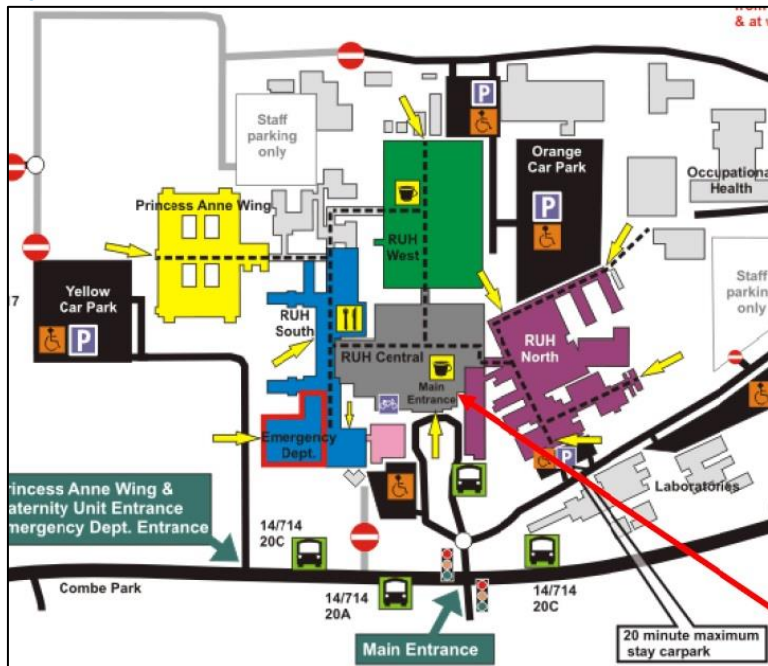 & at
Staff
parking
only
P
Orange
Car Park
P
Occupationa
Health
Princess Anne Wing
RUH
West
Yellow
Car Park
P
17
RUH
South
Staff
parking
only
RUH Central
RUH
North
Main
Entrance
Emergency
Dept.
P
Laboratories
Princess Anne Wing &
aternity Unit Entrance
mergency Dept. Entrance
14/714
20C
14/714
20A
14/714
20C
Combe Park
Main Entrance
20 minute maximum
stay carpark